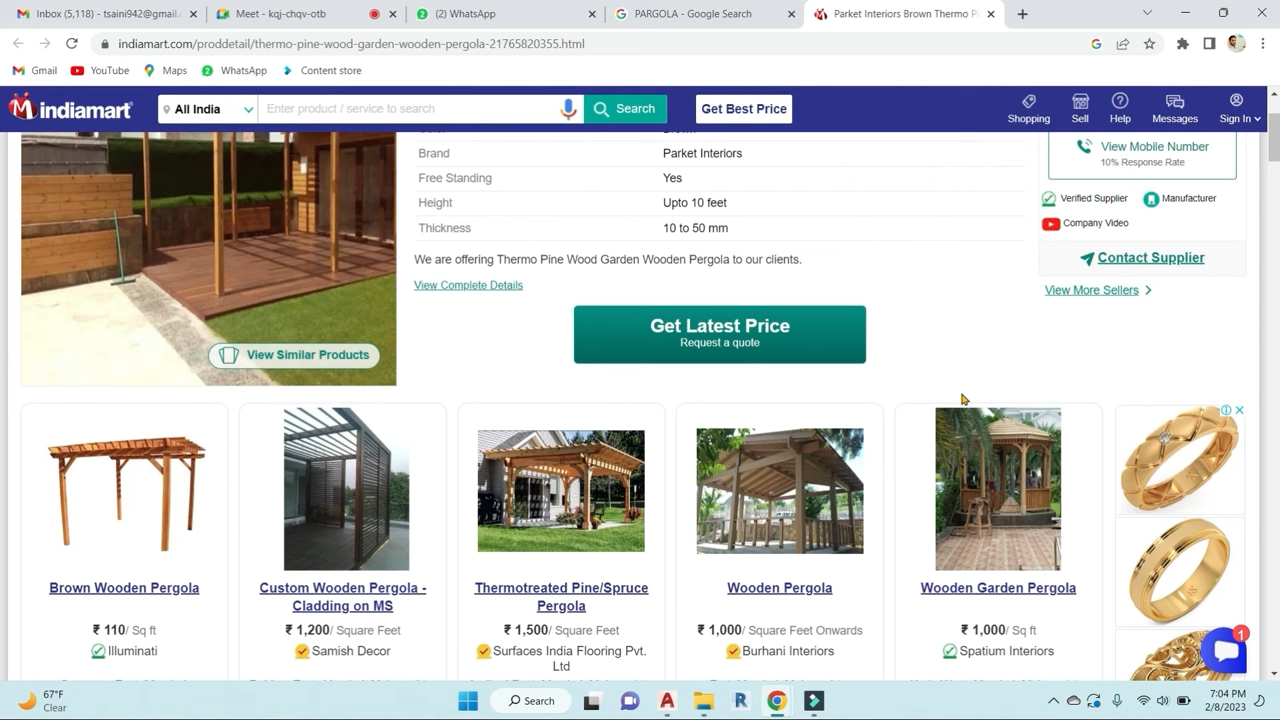 Inbox (5,118) - tsaini942@gmail.
Meet - kqj-chqv-otb
(2) WhatsApp
PARGOLA - Google Search
Parket Interiors Brown Thermo P
indiamart.com/proddetail/thermo-pine-wood-garden-wooden-pergola-21765820355.html
Gmail
YouTube
Maps
WhatsApp
Content store
indiamart
All India
Enter product / service to search
Search
Get Best Price
Shopping
Sell
Help
Messages
Sign In
Brand Parket Interiors
Free Standing Yes
Height Upto 10 feet
Thickness 10 to 50 mm
We are offering Thermo Pine Wood Garden Wooden Pergola to our clients.
View Complete Details
Get Latest Price
Request a quote
View Similar Products
View Mobile Number
10% Response Rate
Verified Supplier
Manufacturer
Company Video
Contact Supplier
View More Sellers
Brown Wooden Pergola
₹ 110/ Sq ft
Illuminati
Custom Wooden Pergola -
Cladding on MS
₹ 1,200/ Square Feet
Samish Decor
Thermotreated Pine/Spruce
Pergola
₹ 1,500/ Square Feet
Surfaces India Flooring Pvt.
Ltd
Wooden Pergola
₹ 1,000/ Square Feet Onwards
Burhani Interiors
Wooden Garden Pergola
₹ 1,000/ Sq ft
Spatium Interiors
1
67°F
Clear
Search
7:04 PM
2/8/2023